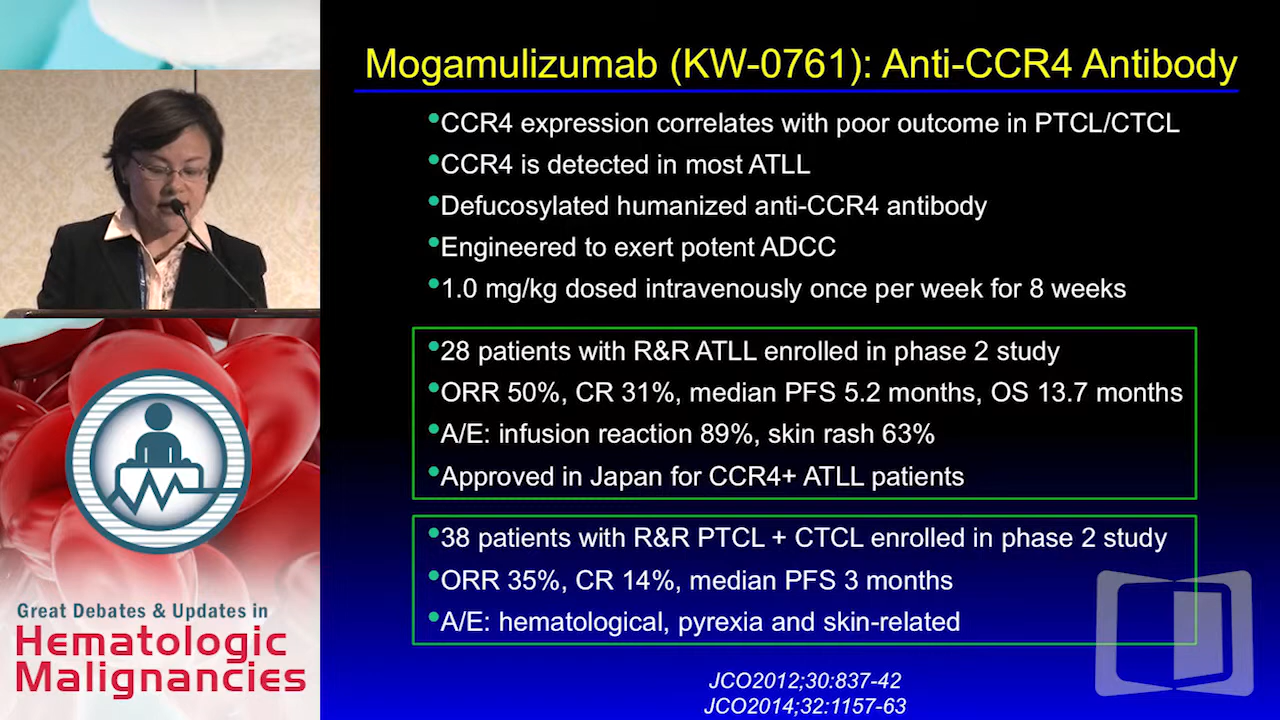 Mogamulizumab (KW-0761): Anti-CCR4 Antibody
•CCR4 expression correlates with poor outcome in PTCL/CTCL
•CCR4 is detected in most ATLL
•Defucosylated humanized anti-CCR4 antibody
•Engineered to exert potent ADCC
•1.0 mg/kg dosed intravenously once per week for 8 weeks
•28 patients with R&R ATLL enrolled in phase 2 study
•ORR 50%, CR 31%, median PFS 5.2 months, OS 13.7 months
•A/E: infusion reaction 89%, skin rash 63%
•Approved in Japan for CCR4+ ATLL patients
•38 patients with R&R PTCL + CTCL enrolled in phase 2 study
•ORR 35%, CR 14%, median PFS 3 months
•A/E: hematological, pyrexia and skin-related
JCO2012;30:837-42
JCO2014;32:1157-63
Great Debates & Updates in
Hematologic
Malignancies